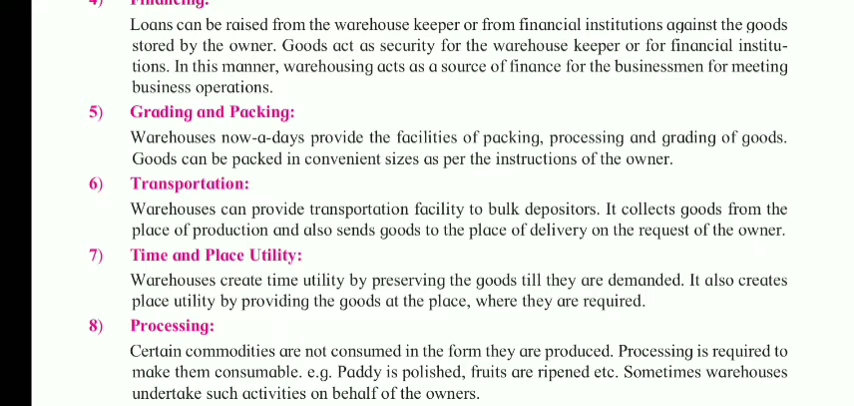 4) Financing:
Loans can be raised from the warehouse keeper or from financial institutions against the goods
stored by the owner. Goods act as security for the warehouse keeper or for financial institu-
tions. In this manner, warehousing acts as a source of finance for the businessmen for meeting
business operations.
5) Grading and Packing:
Warehouses now-a-days provide the facilities of packing, processing and grading of goods.
Goods can be packed in convenient sizes as per the instructions of the owner.
6) Transportation:
Warehouses can provide transportation facility to bulk depositors. It collects goods from the
place of production and also sends goods to the place of delivery on the request of the owner.
7) Time and Place Utility:
Warehouses create time utility by preserving the goods till they are demanded. It also creates
place utility by providing the goods at the place, where they are required.
8) Processing:
Certain commodities are not consumed in the form they are produced. Processing is required to
make them consumable. e.g. Paddy is polished, fruits are ripened etc. Sometimes warehouses
undertake such activities on behalf of the owners.